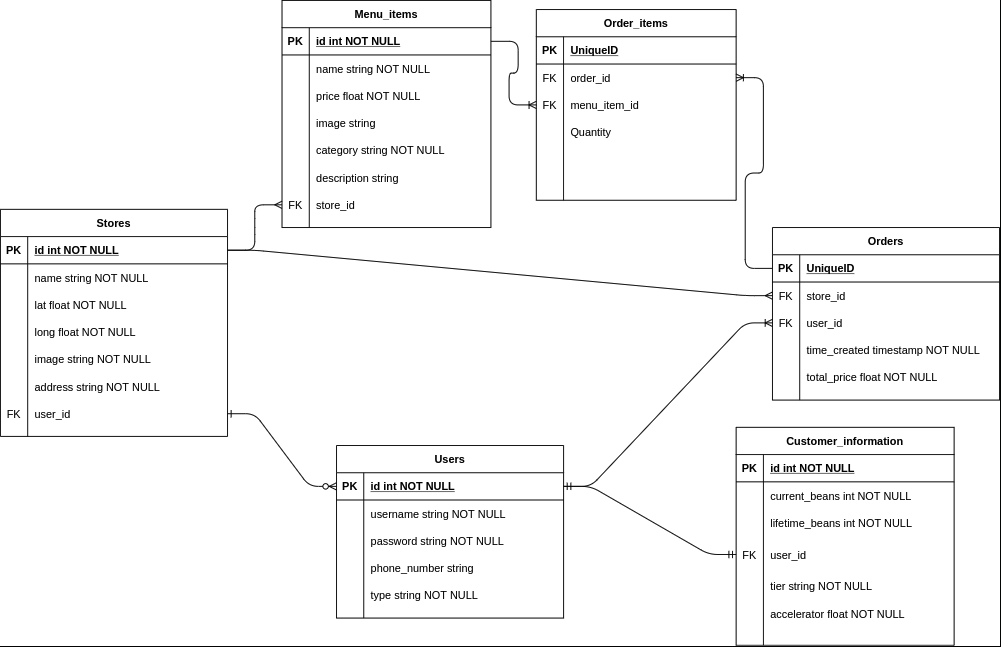 Menu_items
PK id int NOT NULL
name string NOT NULL
price float NOT NULL
image string
category string NOT NULL
description string
FK store_id
Order_items
PK UniqueID
FK order_id
FK menu_item_id
Quantity
Stores
PK id int NOT NULL
name string NOT NULL
lat float NOT NULL
long float NOT NULL
image string NOT NULL
address string NOT NULL
FK user_id
Orders
PK UniqueID
FK store_id
FK user_id
time_created timestamp NOT NULL
total_price float NOT NULL
Users
PK id int NOT NULL
username string NOT NULL
password string NOT NULL
phone_number string
type string NOT NULL
Customer_information
PK id int NOT NULL
current_beans int NOT NULL
lifetime_beans int NOT NULL
FK user_id
tier string NOT NULL
accelerator float NOT NULL